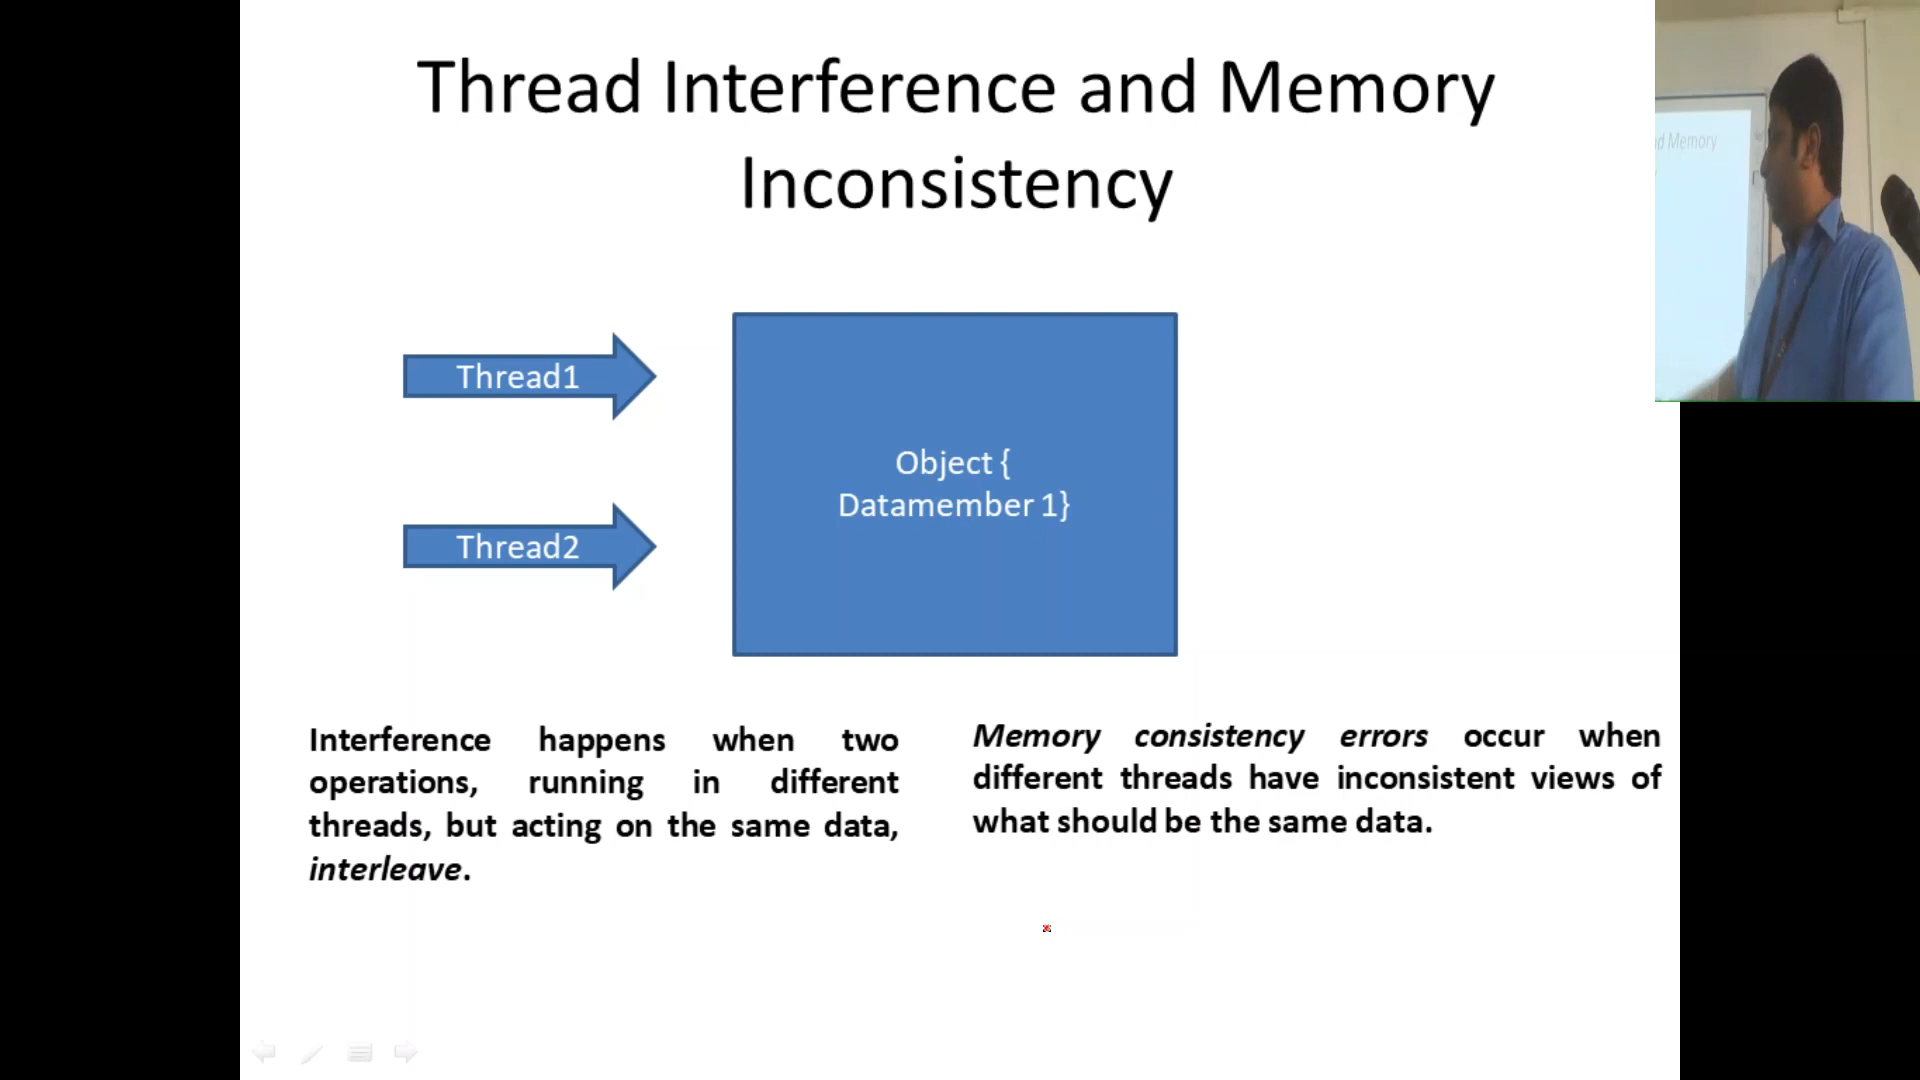 Thread Interference and Memory
Inconsistency
Thread1
Thread2
Object {
Datamember 1}
Interference happens when two
operations, running in different
threads, but acting on the same data,
interleave.
Memory consistency errors occur when
different threads have inconsistent views of
what should be the same data.
d Memory